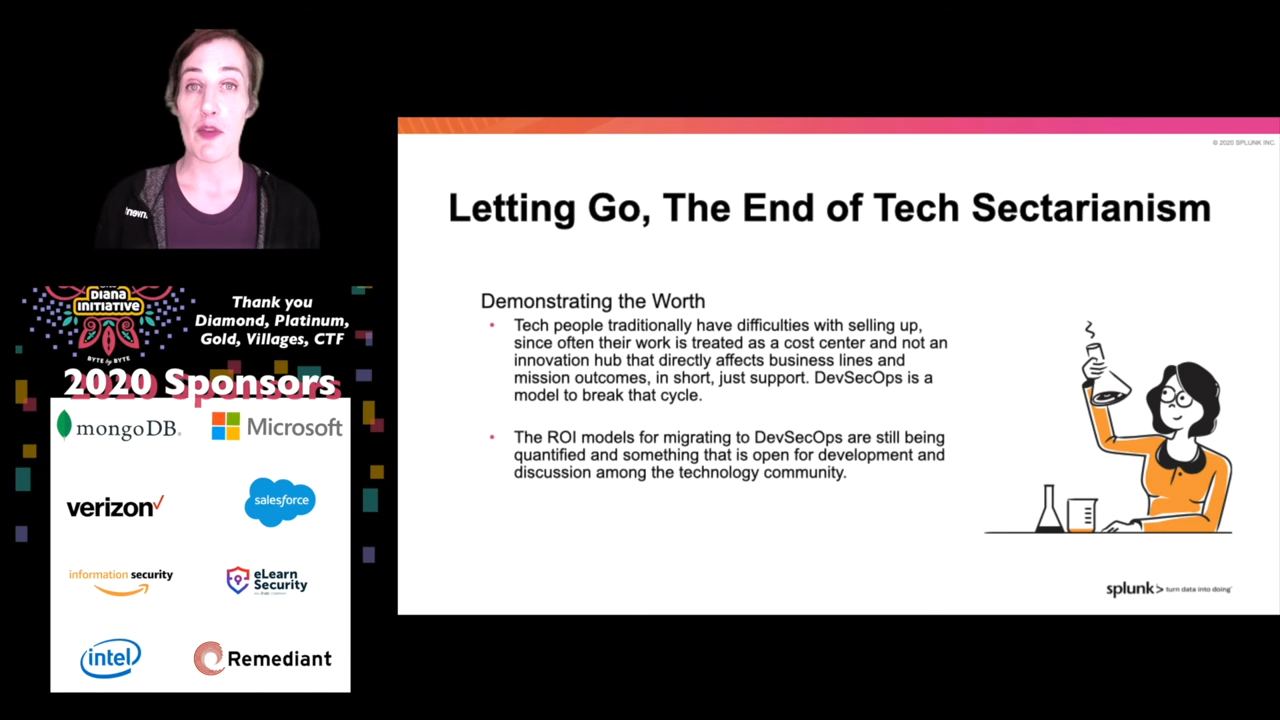 DIANA
INITIATIVE
BYTE by BYTE
Thank you
Diamond, Platinum,
Gold, Villages, CTF
2020 Sponsors
mongoDB.
Microsoft
verizon
salesforce
information security
eLearn
Security
intel
Remediant
© 2020 SPLUNK INC.
Letting Go, The End of Tech Sectarianism
Demonstrating the Worth
• Tech people traditionally have difficulties with selling up,
since often their work is treated as a cost center and not an
innovation hub that directly affects business lines and
mission outcomes, in short, just support. DevSecOps is a
model to break that cycle.
• The ROI models for migrating to DevSecOps are still being
quantified and something that is open for development and
discussion among the technology community.
splunk> turn data into doing